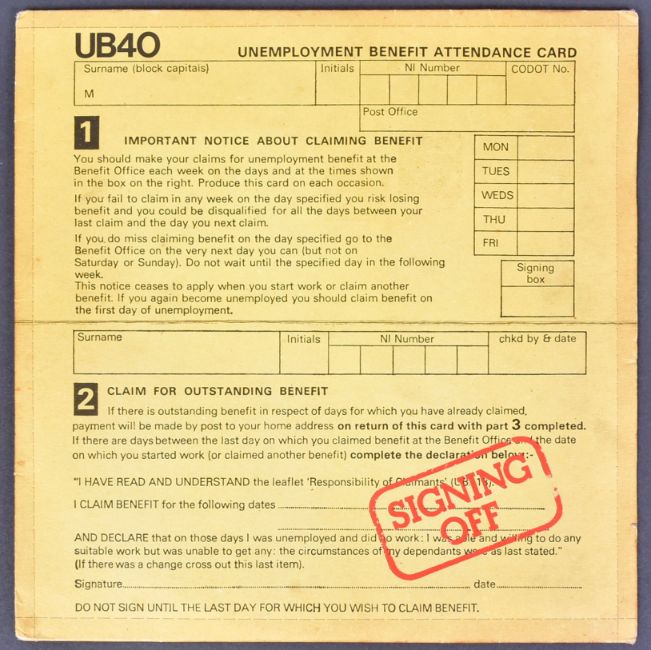 UB40
UNEMPLOYMENT BENEFIT ATTENDANCE CARD
Surname (block capitals) Initials NI Number CODOT No.
M
Post Office
1 IMPORTANT NOTICE ABOUT CLAIMING BENEFIT
You should make your claims for unemployment benefit at the
Benefit Office each week on the days and at the times shown
in the box on the right. Produce this card on each occasion.
If you fail to claim in any week on the day specified you risk losing
benefit and you could be disqualified for all the days between your
last claim and the day you next claim.
If you do miss claiming benefit on the day specified go to the
Benefit Office on the very next day you can (but not on
Saturday or Sunday). Do not wait until the specified day in the following
week.
This notice ceases to apply when you start work or claim another
benefit. If you again become unemployed you should claim benefit on
the first day of unemployment.
MON
TUES
WEDS
THU
FRI
Signing
box
Surname Initials NI Number chkd by & date
2 CLAIM FOR OUTSTANDING BENEFIT
If there is outstanding benefit in respect of days for which you have already claimed,
payment will be made by post to your home address on return of this card with part 3 completed.
If there are days between the last day on which you claimed benefit at the Benefit Office and the date
on which you started work (or claimed another benefit) complete the declaration below:-
"I HAVE READ AND UNDERSTAND the leaflet 'Responsibility of Claimants'
I CLAIM BENEFIT for the following dates
SIGNING
OFF
AND DECLARE that on those days I was unemployed and did no work: I was able and willing to do any
suitable work but was unable to get any: the circumstances of my dependants were as last stated."
(If there was a change cross out this last item).
Signature date
DO NOT SIGN UNTIL THE LAST DAY FOR WHICH YOU WISH TO CLAIM BENEFIT.